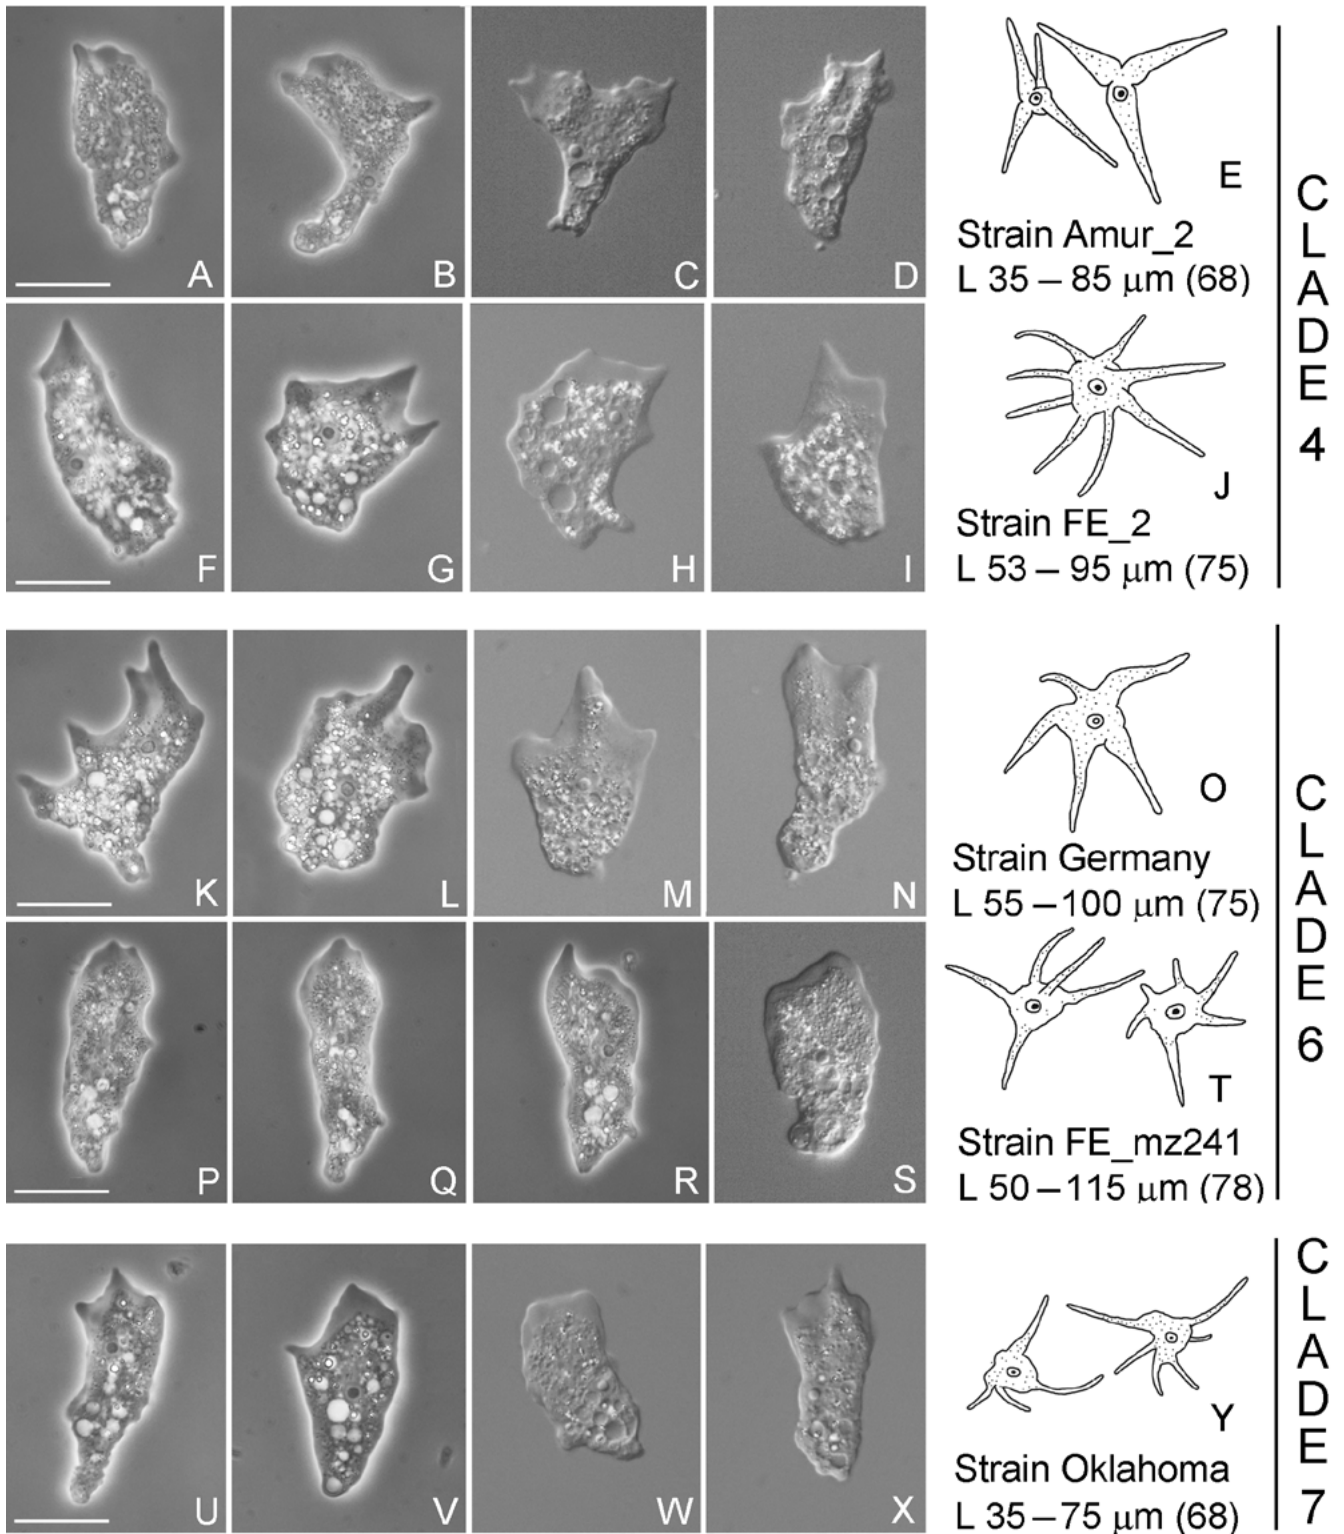 A
B
C
D
E
Strain Amur_2
L 35 – 85 μm (68)
F
G
H
I
J
Strain FE_2
L 53 – 95 μm (75)
CLADE 4
K
L
M
N
O
Strain Germany
L 55 – 100 μm (75)
P
Q
R
S
T
Strain FE_mz241
L 50 – 115 μm (78)
CLADE 6
U
V
W
X
Y
Strain Oklahoma
L 35 – 75 μm (68)
CLADE 7